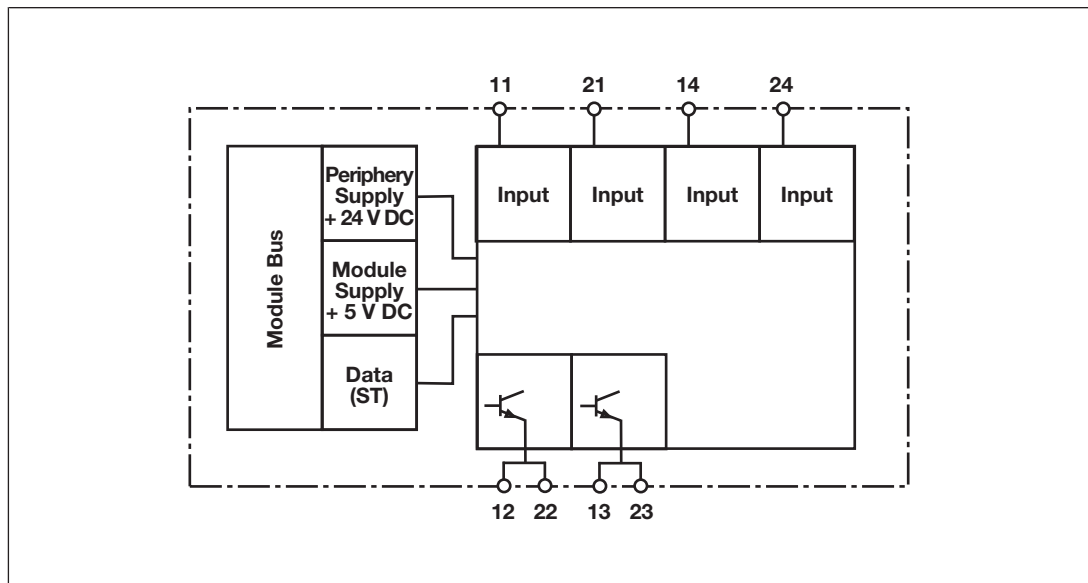 11 21 14 24
Module Bus
Periphery
Supply
+ 24 V DC
Module
Supply
+ 5 V DC
Data
(ST)
Input Input Input Input
12 22 13 23